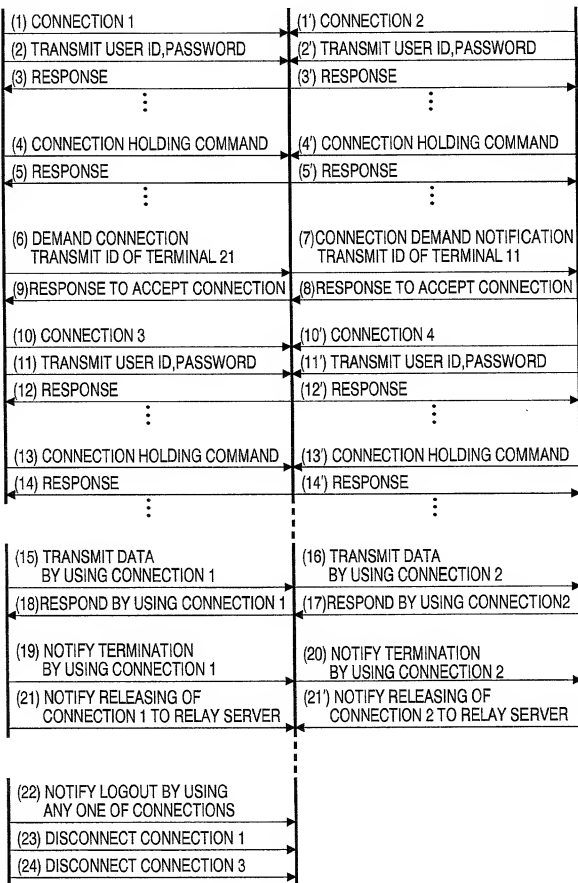 (1) CONNECTION 1
(1') CONNECTION 2
(2) TRANSMIT USER ID,PASSWORD
(2') TRANSMIT USER ID,PASSWORD
(3) RESPONSE
(3') RESPONSE
(4) CONNECTION HOLDING COMMAND
(4') CONNECTION HOLDING COMMAND
(5) RESPONSE
(5') RESPONSE
(6) DEMAND CONNECTION
TRANSMIT ID OF TERMINAL 21
(7)CONNECTION DEMAND NOTIFICATION
TRANSMIT ID OF TERMINAL 11
(9)RESPONSE TO ACCEPT CONNECTION
(8)RESPONSE TO ACCEPT CONNECTION
(10) CONNECTION 3
(10') CONNECTION 4
(11) TRANSMIT USER ID,PASSWORD
(11') TRANSMIT USER ID,PASSWORD
(12) RESPONSE
(12') RESPONSE
(13) CONNECTION HOLDING COMMAND
(13') CONNECTION HOLDING COMMAND
(14) RESPONSE
(14') RESPONSE
(15) TRANSMIT DATA
BY USING CONNECTION 1
(16) TRANSMIT DATA
BY USING CONNECTION 2
(18)RESPOND BY USING CONNECTION 1
(17)RESPOND BY USING CONNECTION2
(19) NOTIFY TERMINATION
BY USING CONNECTION 1
(20) NOTIFY TERMINATION
BY USING CONNECTION 2
(21) NOTIFY RELEASING OF
CONNECTION 1 TO RELAY SERVER
(21') NOTIFY RELEASING OF
CONNECTION 2 TO RELAY SERVER
(22) NOTIFY LOGOUT BY USING
ANY ONE OF CONNECTIONS
(23) DISCONNECT CONNECTION 1
(24) DISCONNECT CONNECTION 3